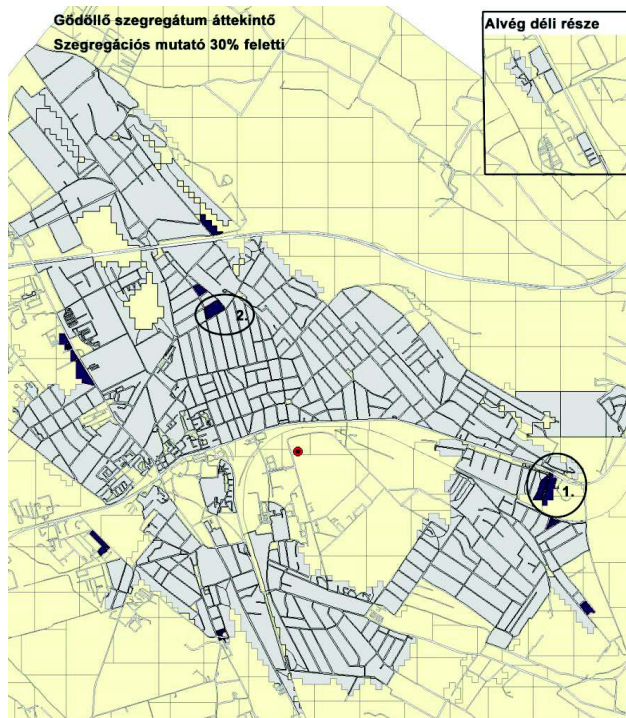 Gödöllő szegregátum áttekintő
Szegregációs mutató 30% feletti
Alvég déli része
2.
1.